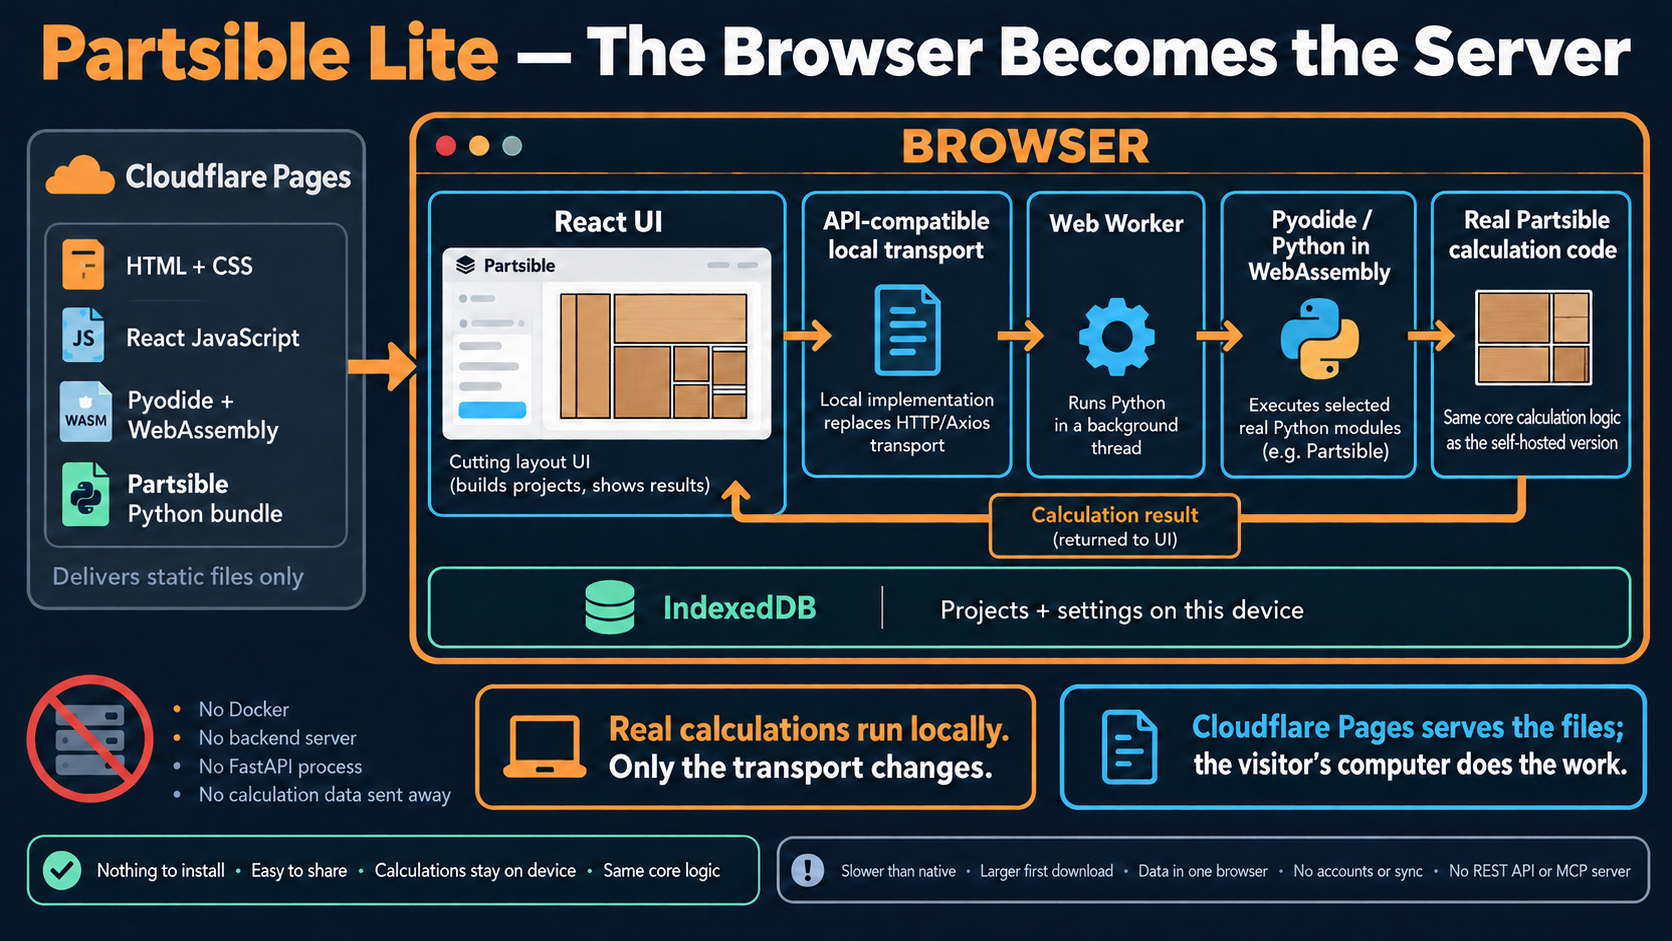 Partsible Lite — The Browser Becomes the Server
Cloudflare Pages
HTML + CSS
JS
React JavaScript
WASM
Pyodide +
WebAssembly
Partsible
Python bundle
Delivers static files only
BROWSER
React UI
Partsible
Cutting layout UI
(builds projects, shows results)
API-compatible
local transport
Local implementation
replaces HTTP/Axios
transport
Web Worker
Runs Python
in a background
thread
Pyodide /
Python in
WebAssembly
Executes selected
real Python modules
(e.g. Partsible)
Real Partsible
calculation code
Same core calculation logic
as the self-hosted version
Calculation result
(returned to UI)
IndexedDB
Projects + settings on this device
• No Docker
• No backend server
• No FastAPI process
• No calculation data sent away
Real calculations run locally.
Only the transport changes.
Cloudflare Pages serves the files;
the visitor's computer does the work.
Nothing to install • Easy to share • Calculations stay on device • Same core logic
Slower than native • Larger first download • Data in one browser • No accounts or sync • No REST API or MCP server